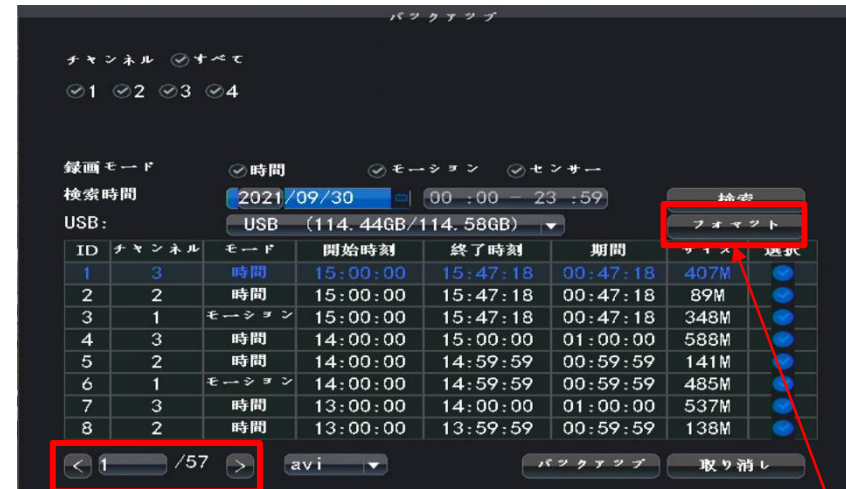 バックアップ
チャンネル すべて
1 2 3 4
録画モード 時間 モーション センサー
検索時間 2021/09/30 00 :00 - 23 :59 検索
USB: USB (114.44GB/114.58GB) フォマット
ID チャンネル モード 開始時刻 終了時刻 期間 サイズ 選択
1 3 時間 15:00:00 15:47:18 00:47:18 407M
2 2 時間 15:00:00 15:47:18 00:47:18 89M
3 1 モーション 15:00:00 15:47:18 00:47:18 348M
4 3 時間 14:00:00 15:00:00 01:00:00 588M
5 2 時間 14:00:00 14:59:59 00:59:59 141M
6 1 モーション 14:00:00 14:59:59 00:59:59 485M
7 3 時間 13:00:00 14:00:00 01:00:00 537M
8 2 時間 13:00:00 13:59:59 00:59:59 138M
< 1 /57 > avi バックアップ 取り消し